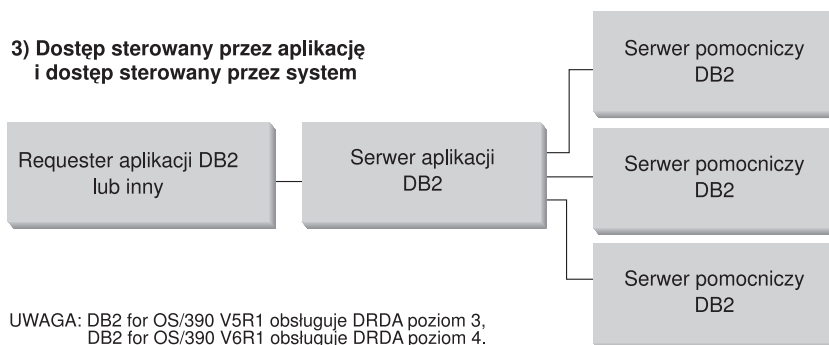 3) Dostęp sterowany przez aplikację
i dostęp sterowany przez system
Requester aplikacji DB2
lub inny
Serwer aplikacji
DB2
Serwer pomocniczy
DB2
Serwer pomocniczy
DB2
Serwer pomocniczy
DB2
UWAGA: DB2 for OS/390 V5R1 obsługuje DRDA poziom 3,
DB2 for OS/390 V6R1 obsługuje DRDA poziom 4.